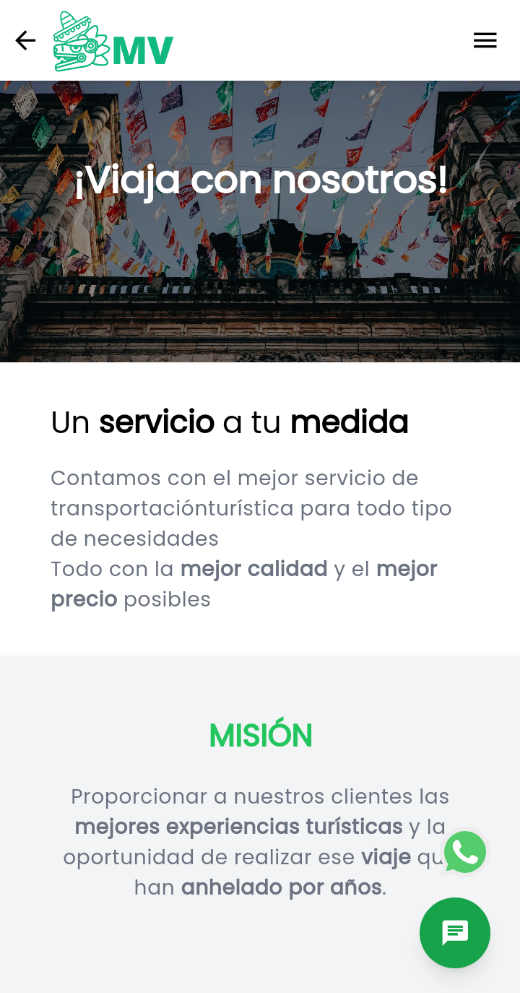 MV
¡Viaja con nosotros!
Un servicio a tu medida
Contamos con el mejor servicio de
transportaciónturística para todo tipo
de necesidades
Todo con la mejor calidad y el mejor
precio posibles
MISIÓN
Proporcionar a nuestros clientes las
mejores experiencias turísticas y la
oportunidad de realizar ese viaje qu
han anhelado por años.